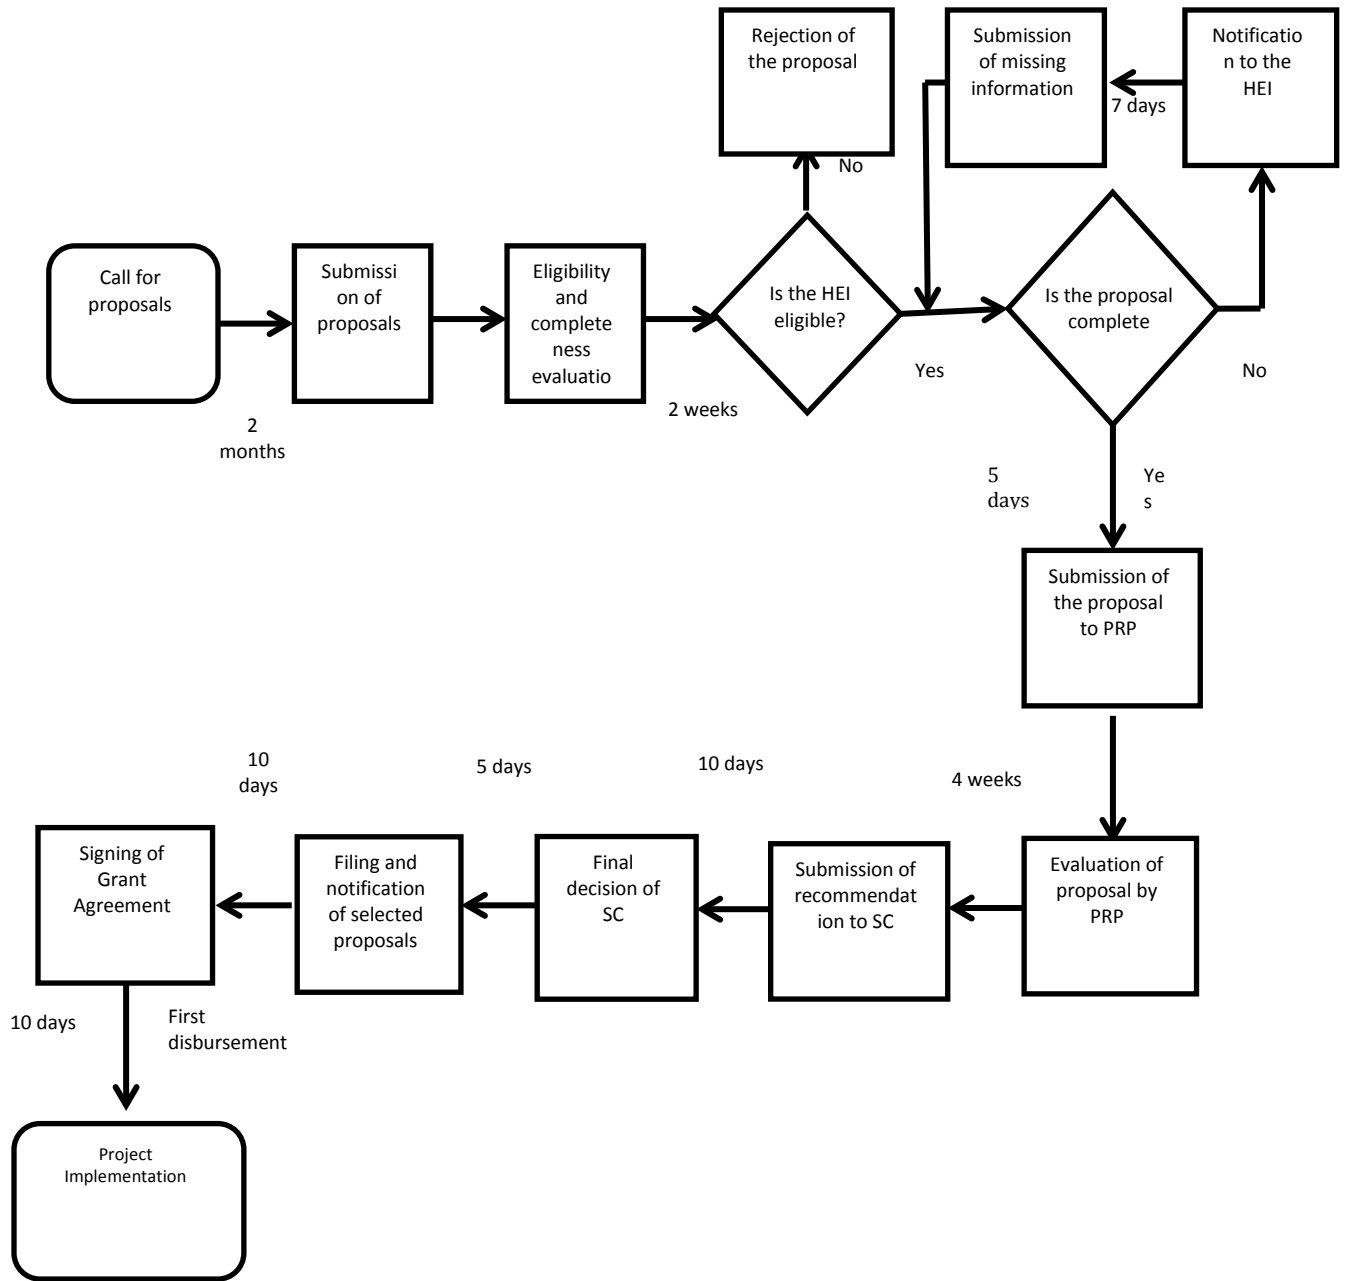 Rejection of
the proposal
Submission
of missing
information
Notificatio
n to the
HEI
7 days
No
Call for
proposals
Submissi
on of
proposals
Eligibility
and
complete
ness
evaluatio
Is the HEI
eligible?
Is the proposal
complete
Yes
No
2 weeks
2
months
5
days
Ye
s
Submission of
the proposal
to PRP
10
days
5 days
10 days
4 weeks
Signing of
Grant
Agreement
Filing and
notification
of selected
proposals
Final
decision of
SC
Submission of
recommendat
ion to SC
Evaluation of
proposal by
PRP
10 days
First
disbursement
Project
Implementation